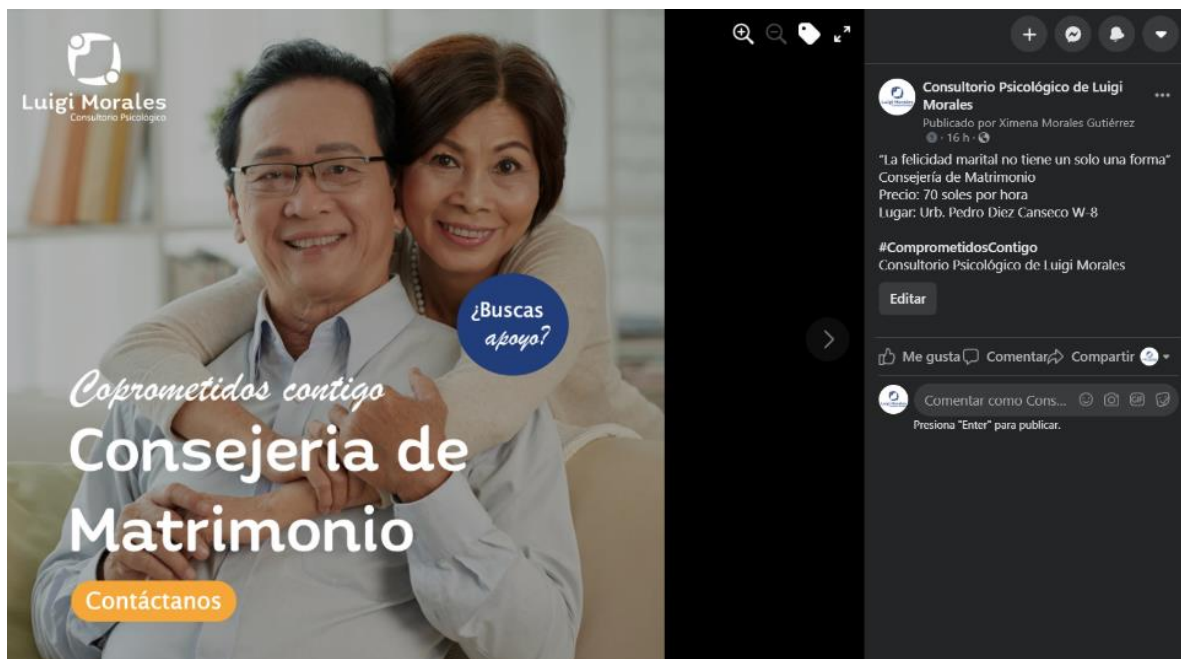 Luigi Morales
Consultorio Psicológico
¿Buscas
apoyo?
Coprometidos contigo
Consejeria de
Matrimonio
Contáctanos
Consultorio Psicológico de Luigi
Morales
Publicado por Ximena Morales Gutiérrez
· 16 h ·
"La felicidad marital no tiene un solo una forma"
Consejería de Matrimonio
Precio: 70 soles por hora
Lugar: Urb. Pedro Diez Canseco W-8
#ComprometidosContigo
Consultorio Psicológico de Luigi Morales
Editar
Me gusta Comentar Compartir
Comentar como Cons... GIF
Presiona "Enter" para publicar.